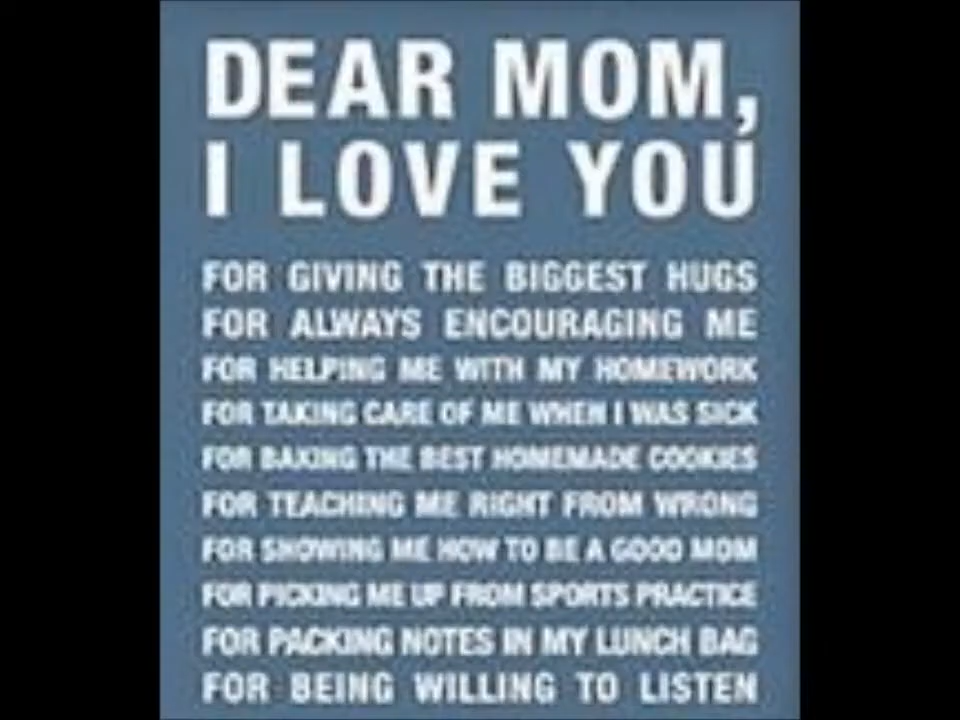 DEAR MOM,
I LOVE YOU
FOR GIVING THE BIGGEST HUGS
FOR ALWAYS ENCOURAGING ME
FOR HELPING ME WITH MY HOMEWORK
FOR TAKING CARE OF ME WHEN I WAS SICK
FOR BAKING THE BEST HOMEMADE COOKIES
FOR TEACHING ME RIGHT FROM WRONG
FOR SHOWING ME HOW TO BE A GOOD MOM
FOR PICKING ME UP FROM SPORTS PRACTICE
FOR PACKING NOTES IN MY LUNCH BAG
FOR BEING WILLING TO LISTEN